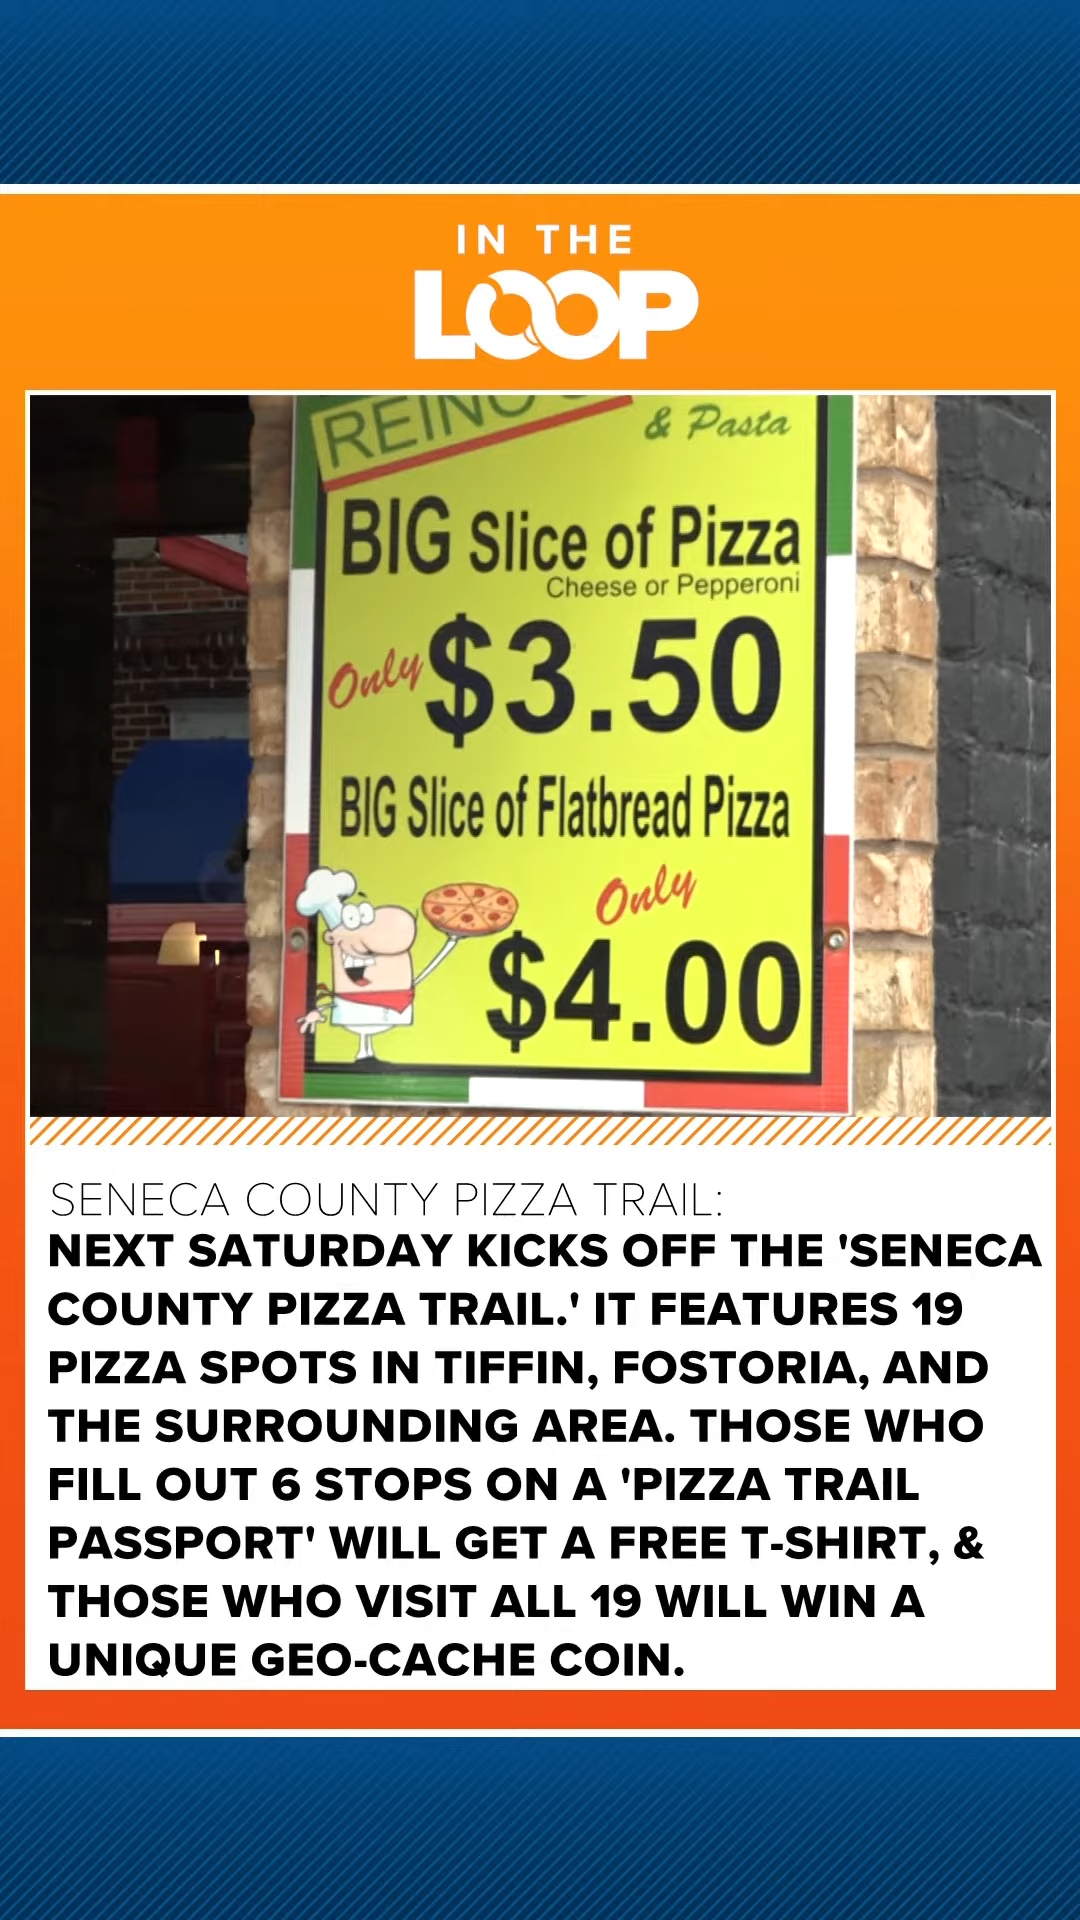 IN THE
LOOP
& Pasta
BIG Slice of Pizza
Cheese or Pepperoni
Only $3.50
BIG Slice of Flatbread Pizza
Only
$4.00
SENECA COUNTY PIZZA TRAIL:
NEXT SATURDAY KICKS OFF THE 'SENECA
COUNTY PIZZA TRAIL.' IT FEATURES 19
PIZZA SPOTS IN TIFFIN, FOSTORIA, AND
THE SURROUNDING AREA. THOSE WHO
FILL OUT 6 STOPS ON A 'PIZZA TRAIL
PASSPORT' WILL GET A FREE T-SHIRT, &
THOSE WHO VISIT ALL 19 WILL WIN A
UNIQUE GEO-CACHE COIN.